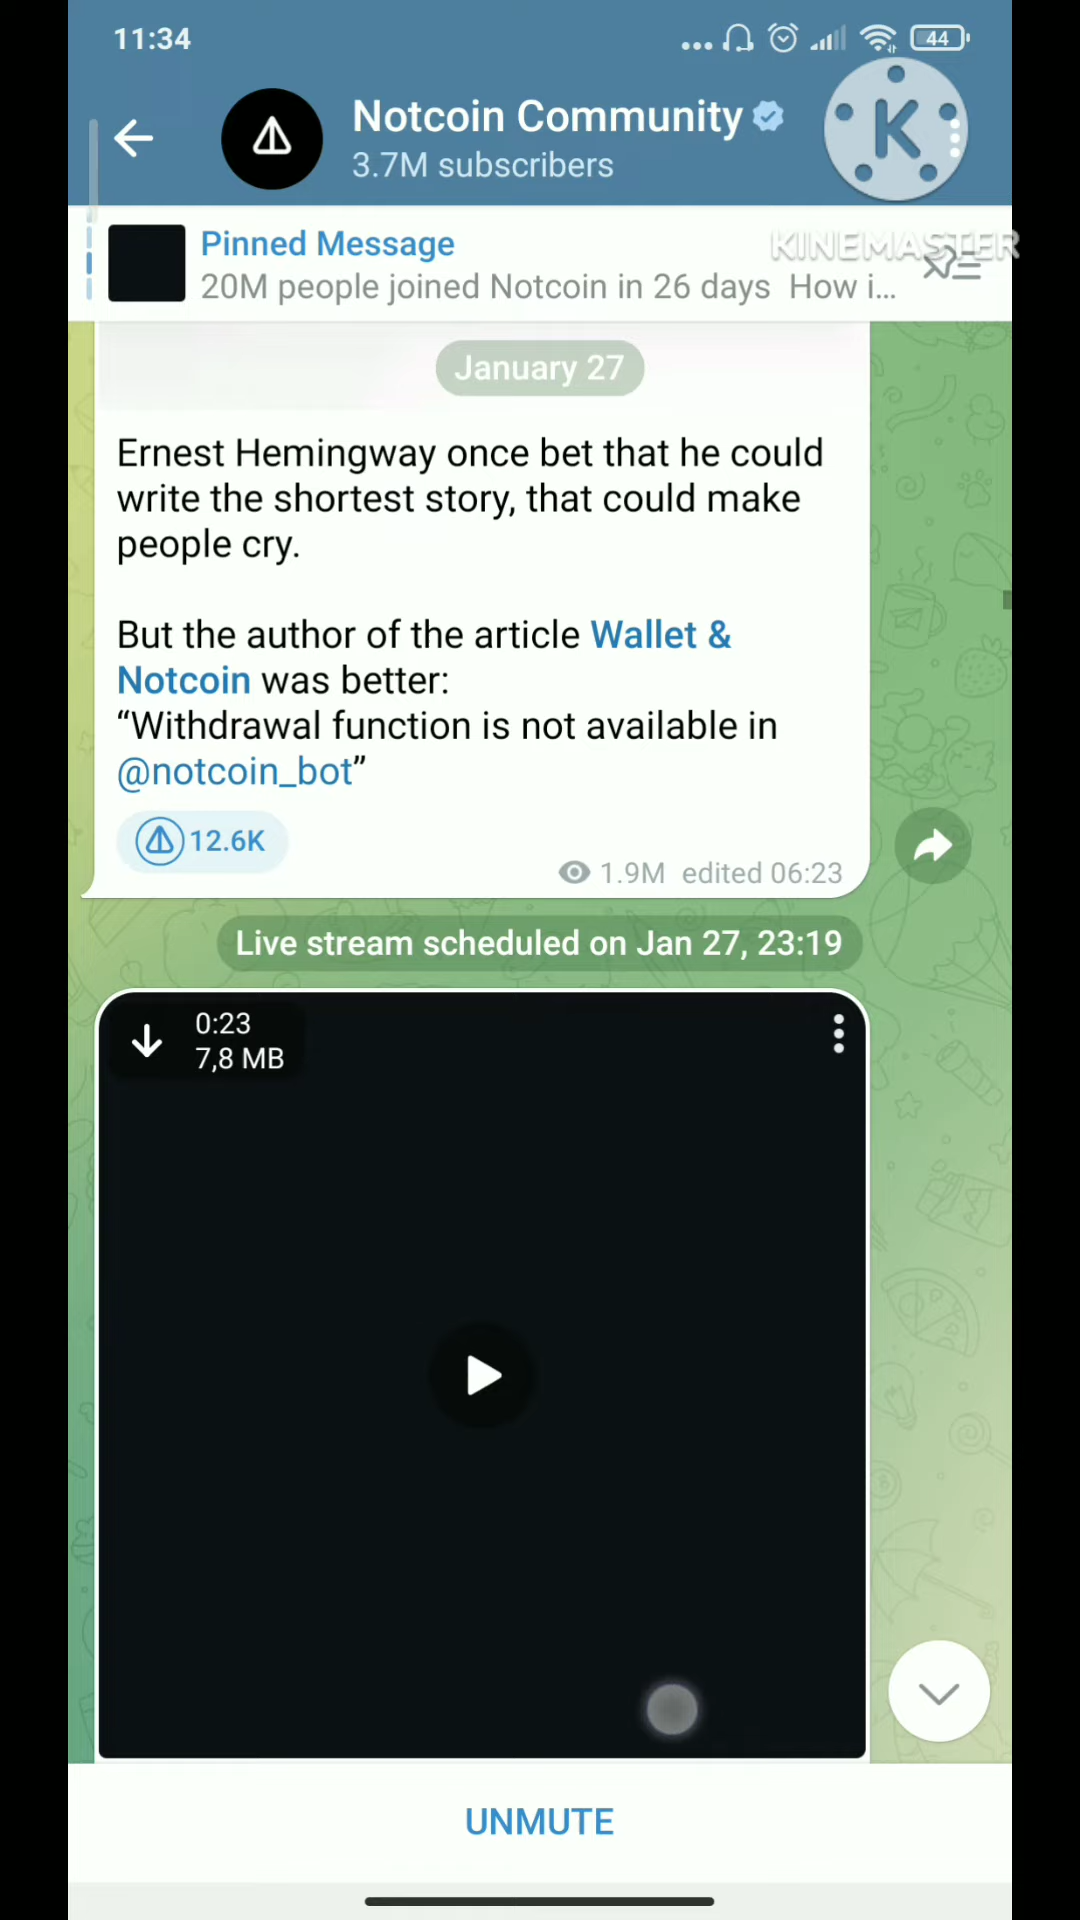 11:34
44
Notcoin Community
3.7M subscribers
K
KINEMASTER
Pinned Message
20M people joined Notcoin in 26 days How i...
January 27
Ernest Hemingway once bet that he could
write the shortest story, that could make
people cry.
But the author of the article Wallet &
Notcoin was better:
“Withdrawal function is not available in
@notcoin_bot”
12.6K
1.9M edited 06:23
Live stream scheduled on Jan 27, 23:19
0:23
7,8 MB
UNMUTE